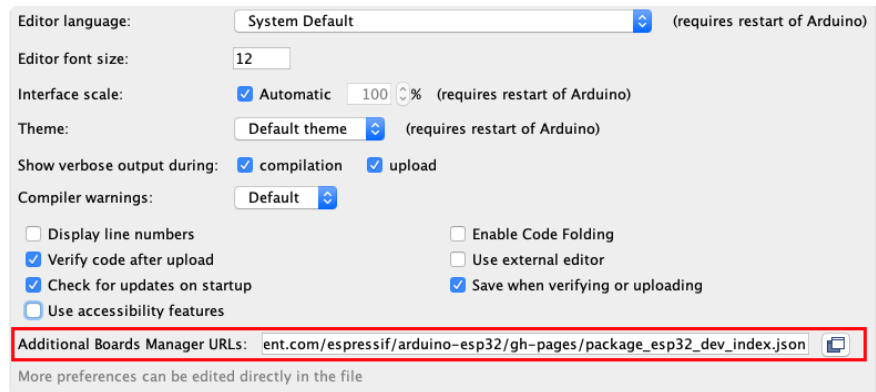 Editor language: System Default (requires restart of Arduino)
Editor font size: 12
Interface scale: Automatic 100 % (requires restart of Arduino)
Theme: Default theme (requires restart of Arduino)
Show verbose output during: compilation upload
Compiler warnings: Default
Display line numbers Enable Code Folding
Verify code after upload Use external editor
Check for updates on startup Save when verifying or uploading
Use accessibility features
Additional Boards Manager URLs: ent.com/espressif/arduino-esp32/gh-pages/package_esp32_dev_index.json
More preferences can be edited directly in the file